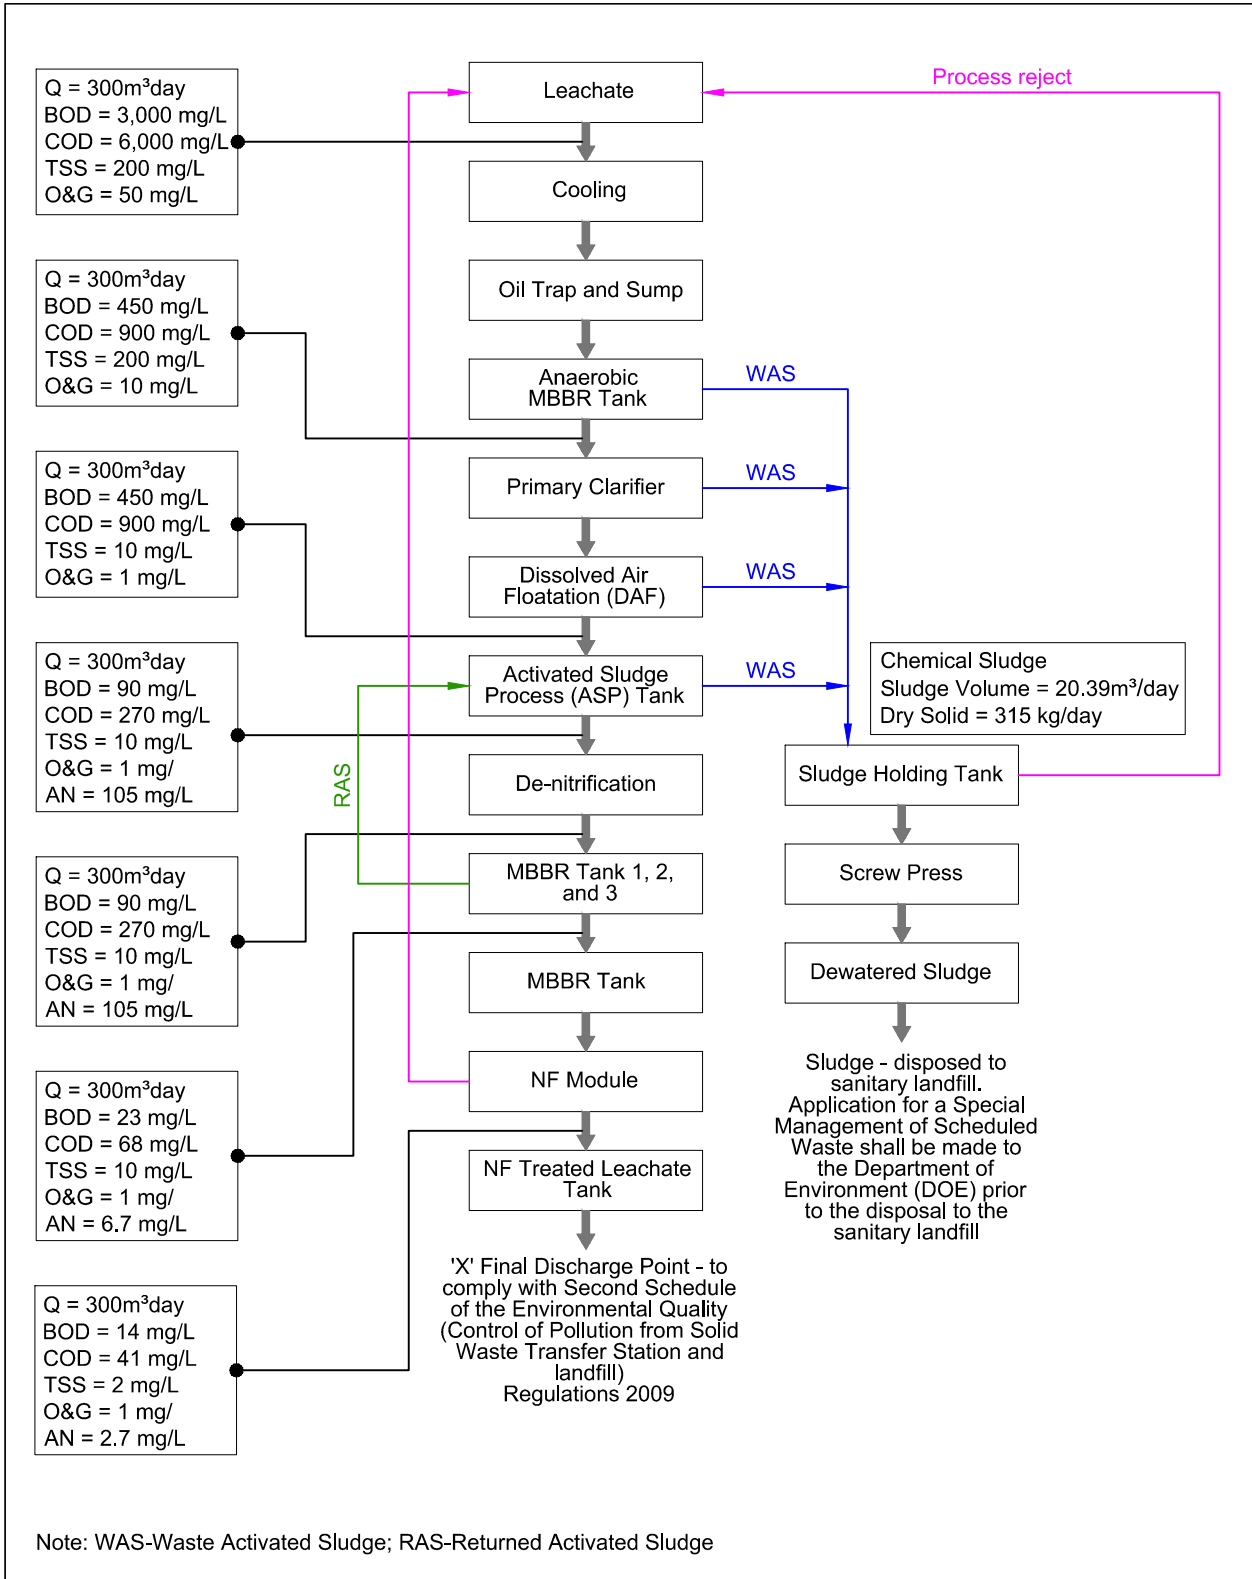 Q = 300m³day
BOD = 3,000 mg/L
COD = 6,000 mg/L
TSS = 200 mg/L
O&G = 50 mg/L
Q = 300m³day
BOD = 450 mg/L
COD = 900 mg/L
TSS = 200 mg/L
O&G = 10 mg/L
Q = 300m³day
BOD = 450 mg/L
COD = 900 mg/L
TSS = 10 mg/L
O&G = 1 mg/L
Q = 300m³day
BOD = 90 mg/L
COD = 270 mg/L
TSS = 10 mg/L
O&G = 1 mg/
AN = 105 mg/L
Q = 300m³day
BOD = 90 mg/L
COD = 270 mg/L
TSS = 10 mg/L
O&G = 1 mg/
AN = 105 mg/L
Q = 300m³day
BOD = 23 mg/L
COD = 68 mg/L
TSS = 10 mg/L
O&G = 1 mg/
AN = 6.7 mg/L
Q = 300m³day
BOD = 14 mg/L
COD = 41 mg/L
TSS = 2 mg/L
O&G = 1 mg/
AN = 2.7 mg/L
RAS
Leachate
Cooling
Oil Trap and Sump
Anaerobic
MBBR Tank
Primary Clarifier
Dissolved Air
Floatation (DAF)
Activated Sludge
Process (ASP) Tank
De-nitrification
MBBR Tank 1, 2,
and 3
MBBR Tank
NF Module
NF Treated Leachate
Tank
'X' Final Discharge Point - to
comply with Second Schedule
of the Environmental Quality
(Control of Pollution from Solid
Waste Transfer Station and
landfill)
Regulations 2009
Process reject
WAS
WAS
WAS
WAS
Chemical Sludge
Sludge Volume = 20.39m³/day
Dry Solid = 315 kg/day
Sludge Holding Tank
Screw Press
Dewatered Sludge
Sludge - disposed to
sanitary landfill.
Application for a Special
Management of Scheduled
Waste shall be made to
the Department of
Environment (DOE) prior
to the disposal to the
sanitary landfill
Note: WAS-Waste Activated Sludge; RAS-Returned Activated Sludge